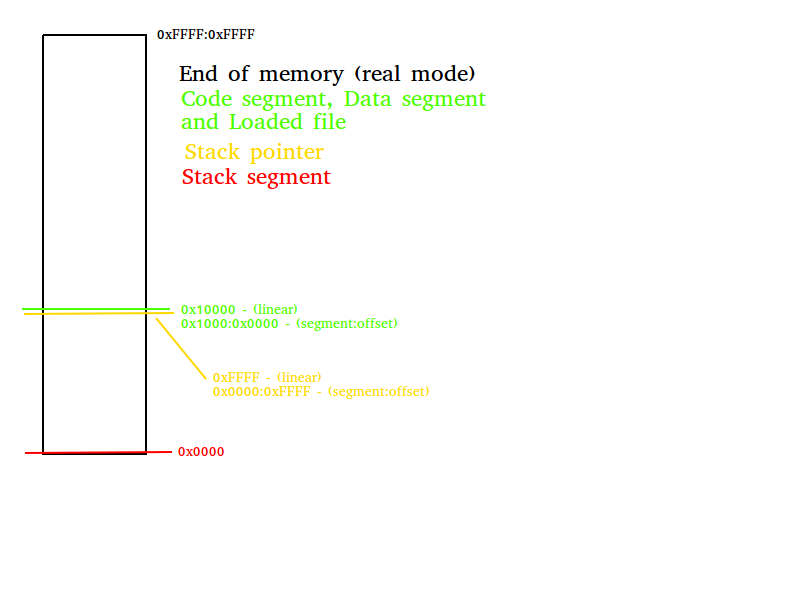 0xFFFF:0xFFFF
End of memory (real mode)
Code segment, Data segment
and Loaded file
Stack pointer
Stack segment
0x10000 - (linear)
0x1000:0x0000 - (segment:offset)
0xFFFF - (linear)
0x0000:0xFFFF - (segment:offset)
0x0000